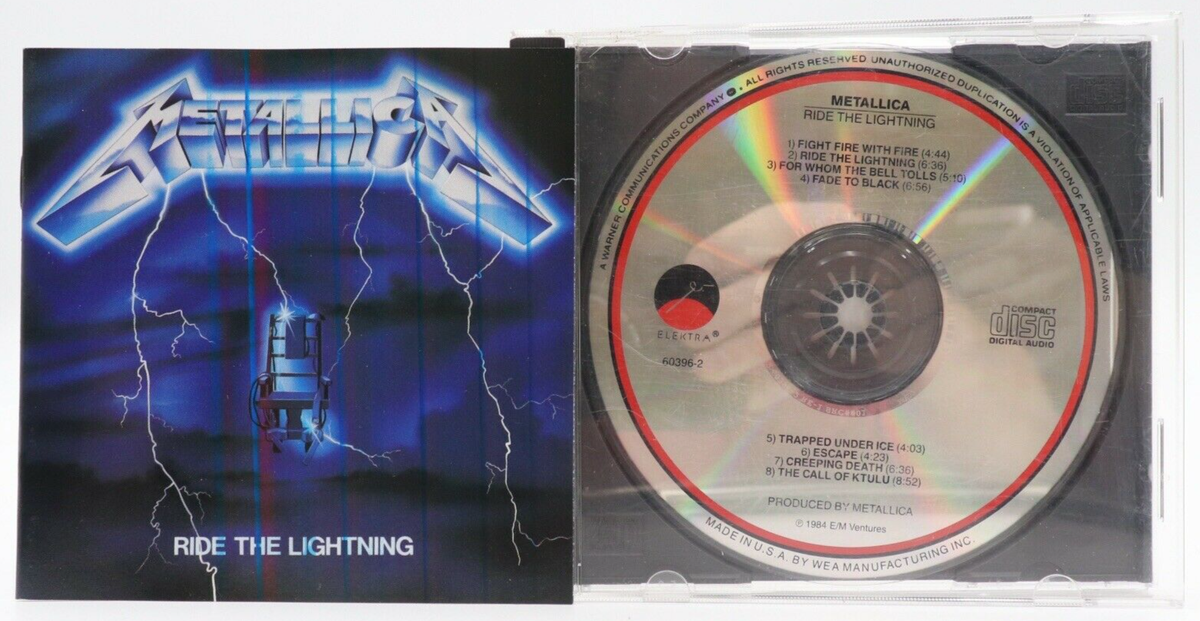 METALLICA
RIDE THE LIGHTNING
A WARNER COMMUNICATIONS COMPANY • ALL RIGHTS RESERVED. UNAUTHORIZED DUPLICATION IS A VIOLATION OF APPLICABLE LAWS
METALLICA
RIDE THE LIGHTNING
1) FIGHT FIRE WITH FIRE (4:44)
2) RIDE THE LIGHTNING (6:36)
3) FOR WHOM THE BELL TOLLS (5:10)
4) FADE TO BLACK (6:56)
ELEKTRA®
60396-2
COMPACT
disc
DIGITAL AUDIO
5) TRAPPED UNDER ICE (4:03)
6) ESCAPE (4:23)
7) CREEPING DEATH (6:36)
8) THE CALL OF KTULU (8:52)
PRODUCED BY METALLICA
℗ 1984 E/M Ventures
MADE IN U.S.A. BY WEA MANUFACTURING INC.